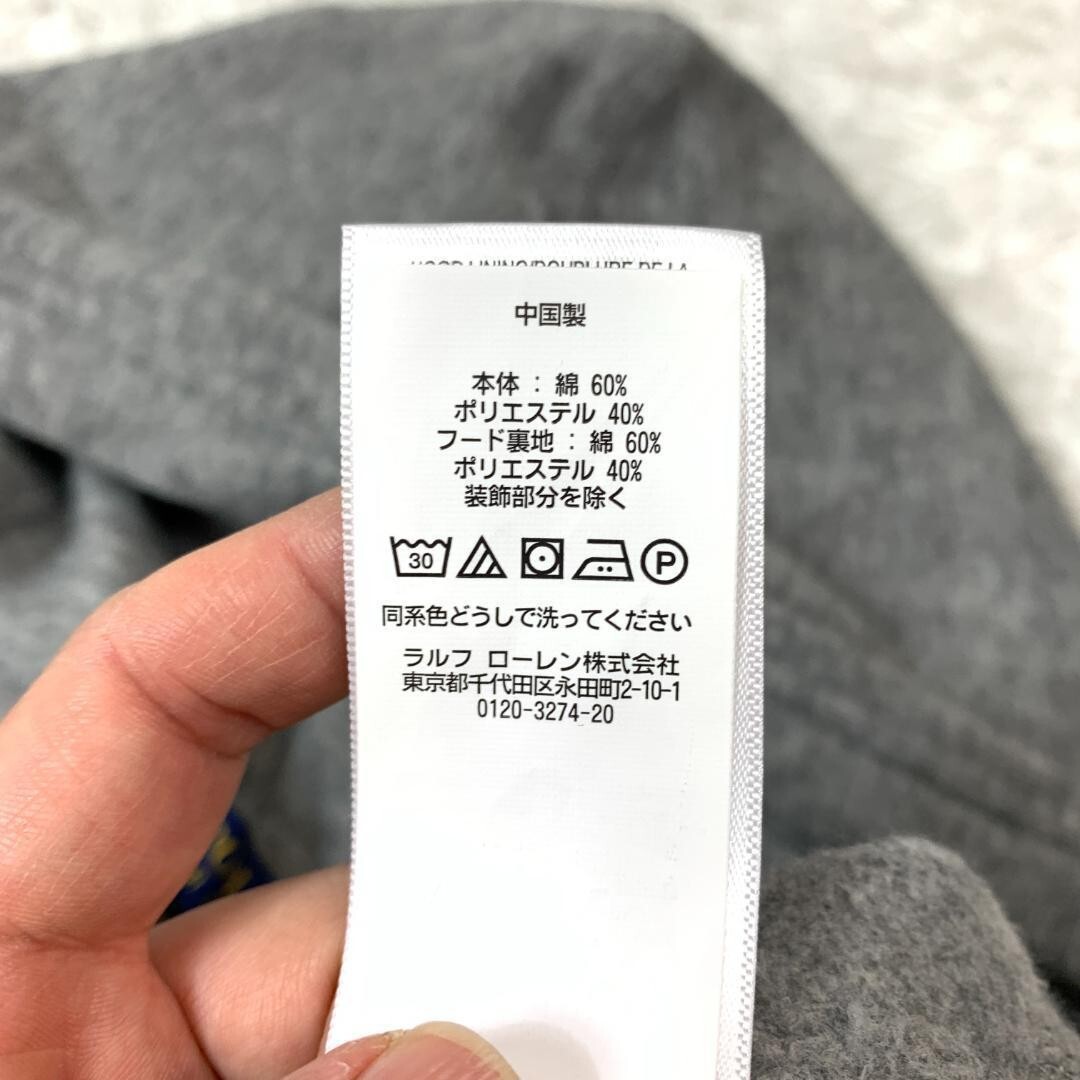 中国製
本体 : 綿 60%
ポリエステル 40%
フード裏地 : 綿 60%
ポリエステル 40%
装飾部分を除く
30 P
同系色どうしで洗ってください
ラルフ ローレン株式会社
東京都千代田区永田町2-10-1
0120-3274-20